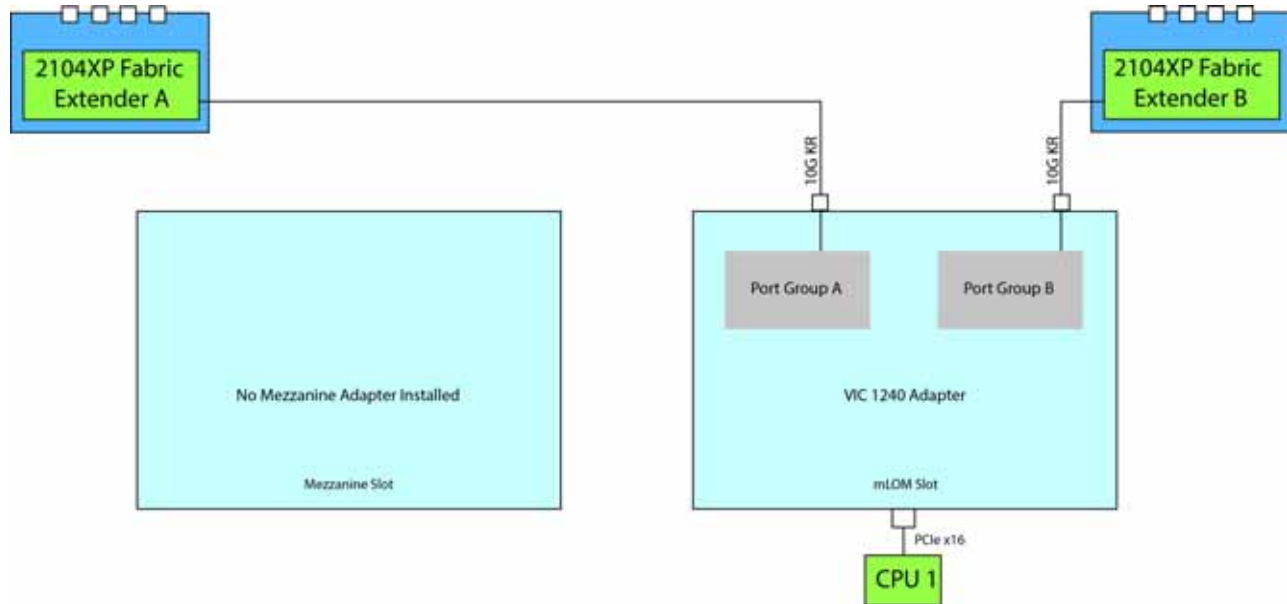 2104XP Fabric
Extender A
2104XP Fabric
Extender B
10G KR
10G KR
Port Group A
Port Group B
No Mezzanine Adapter Installed
VIC 1240 Adapter
Mezzanine Slot
mLOM Slot
PCIe x16
CPU 1